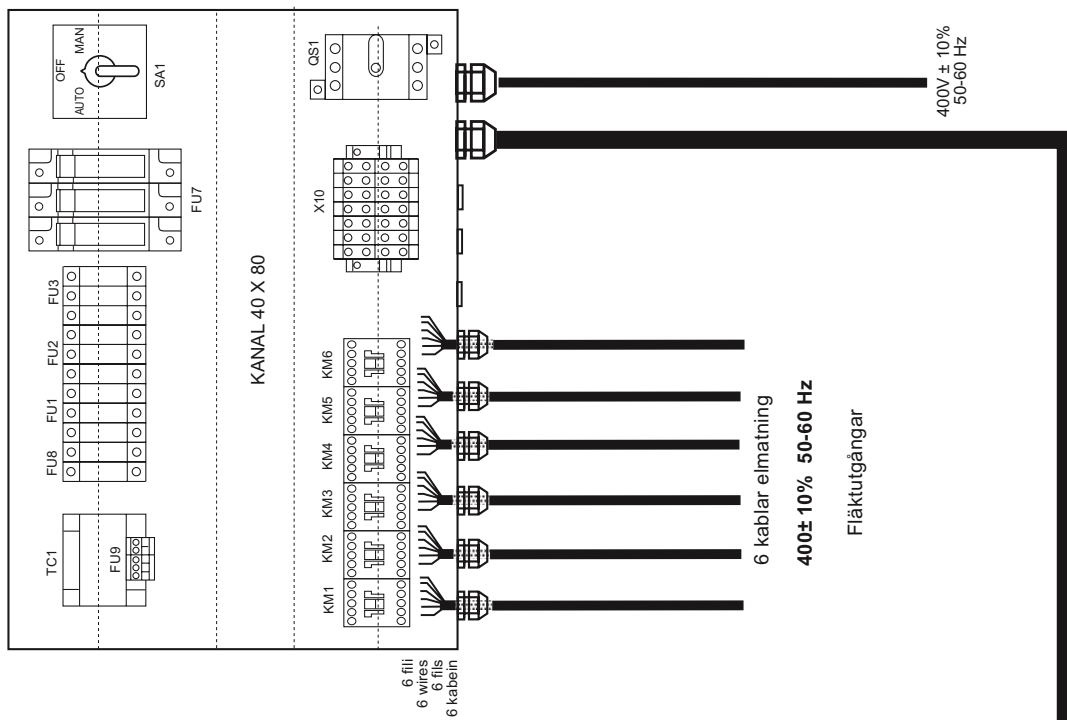 AUTO
OFF
MAN
SA1
FU7
FU3
FU2
FU1
FU8
TC1
FU9
KANAL 40 X 80
QS1
X10
KM6
KM5
KM4
KM3
KM2
KM1
6 fili
6 wires
6 fils
6 kabein
400V ± 10%
50-60 Hz
6 kablar elmatning
400± 10% 50-60 Hz
Fläktutgångar